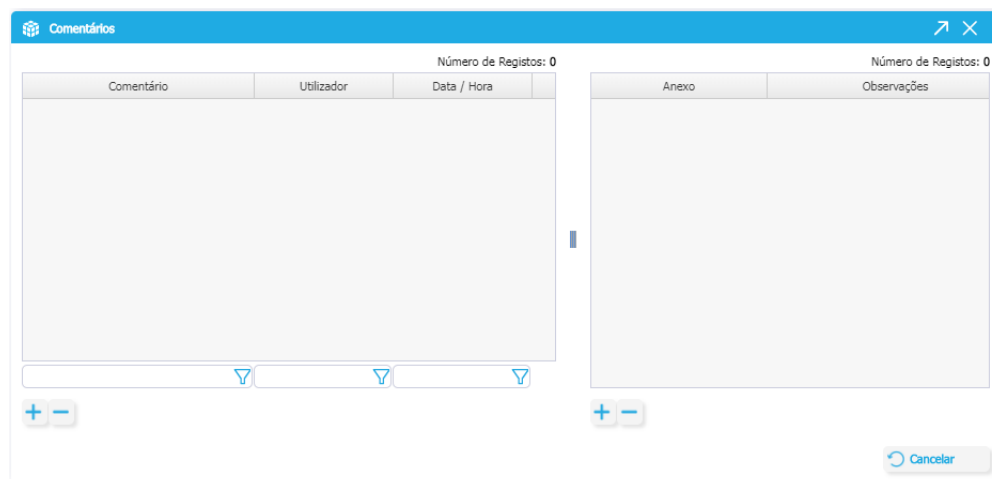 Comentários
Número de Registos: 0
Comentário Utilizador Data / Hora
Número de Registos: 0
Anexo Observações
Cancelar